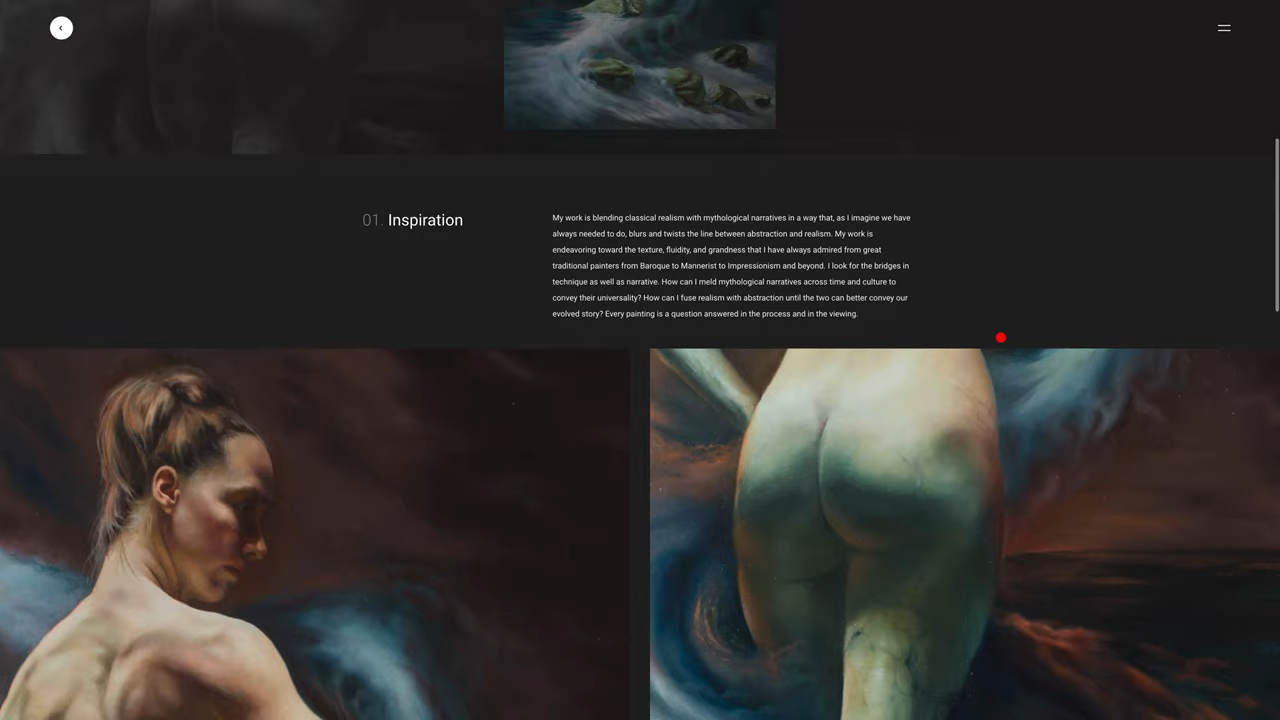 01. Inspiration
My work is blending classical realism with mythological narratives in a way that, as I imagine we have
always needed to do, blurs and twists the line between abstraction and realism. My work is
endeavoring toward the texture, fluidity, and grandness that I have always admired from great
traditional painters from Baroque to Mannerist to Impressionism and beyond. I look for the bridges in
technique as well as narrative. How can I meld mythological narratives across time and culture to
convey their universality? How can I fuse realism with abstraction until the two can better convey our
evolved story? Every painting is a question answered in the process and in the viewing.